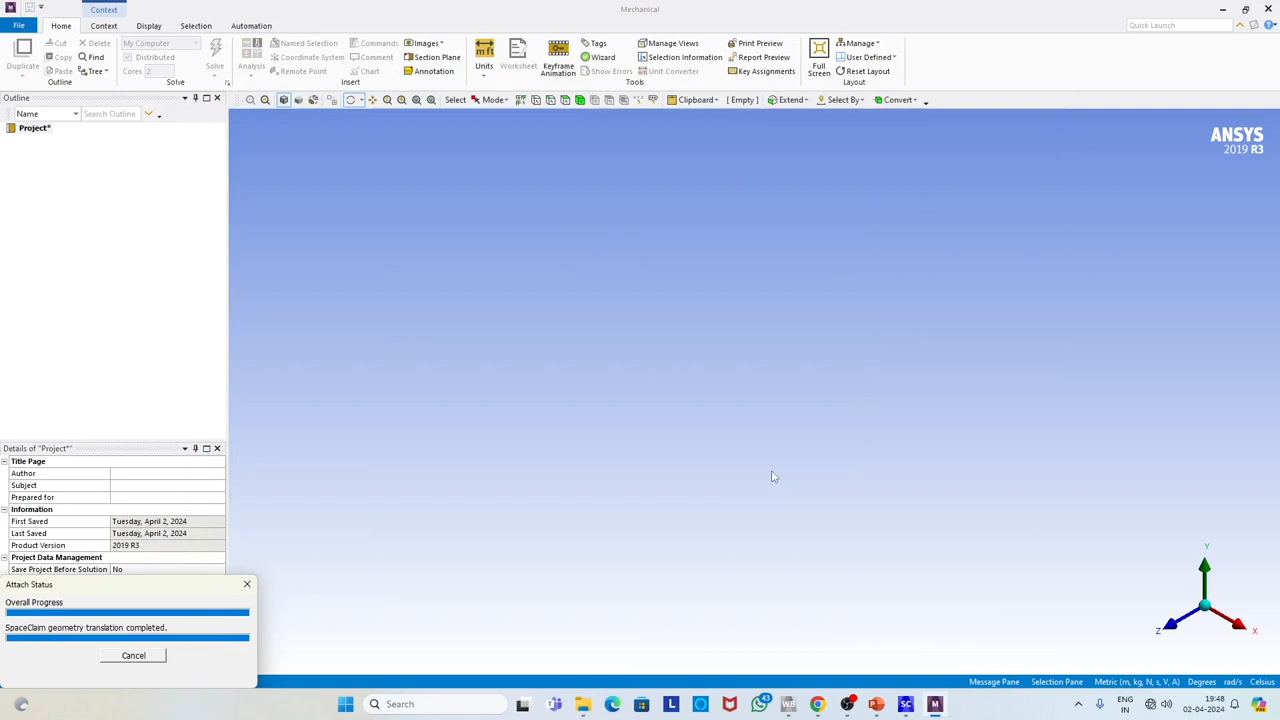 Context
Mechanical
File Home Context Display Selection Automation
Quick Launch
Duplicate Cut Copy Paste Delete Find Tree
Outline
My Computer
Distributed
Cores 2
Solve
Solve
Analysis
Named Selection Coordinate System Remote Point
Commands Comment Chart
Images Section Plane Annotation
Insert
Units Worksheet Keyframe Animation
Tags Wizard Show Errors
Manage Views Selection Information Unit Converter
Print Preview Report Preview Key Assignments
Tools
Full Screen
Manage User Defined Reset Layout
Layout
Outline
Select Mode Clipboard [ Empty ] Extend Select By Convert
Name Search Outline
Project*
ANSYS
2019 R3
Details of "Project*"
Title Page
Author
Subject
Prepared for
Information
First Saved Tuesday, April 2, 2024
Last Saved Tuesday, April 2, 2024
Product Version 2019 R3
Project Data Management
Save Project Before Solution No
Attach Status
Overall Progress
SpaceClaim geometry translation completed.
Cancel
Y
Z
X
Message Pane Selection Pane Metric (m, kg, N, s, V, A) Degrees rad/s Celsius
Search
43
ENG
IN
19:48
02-04-2024